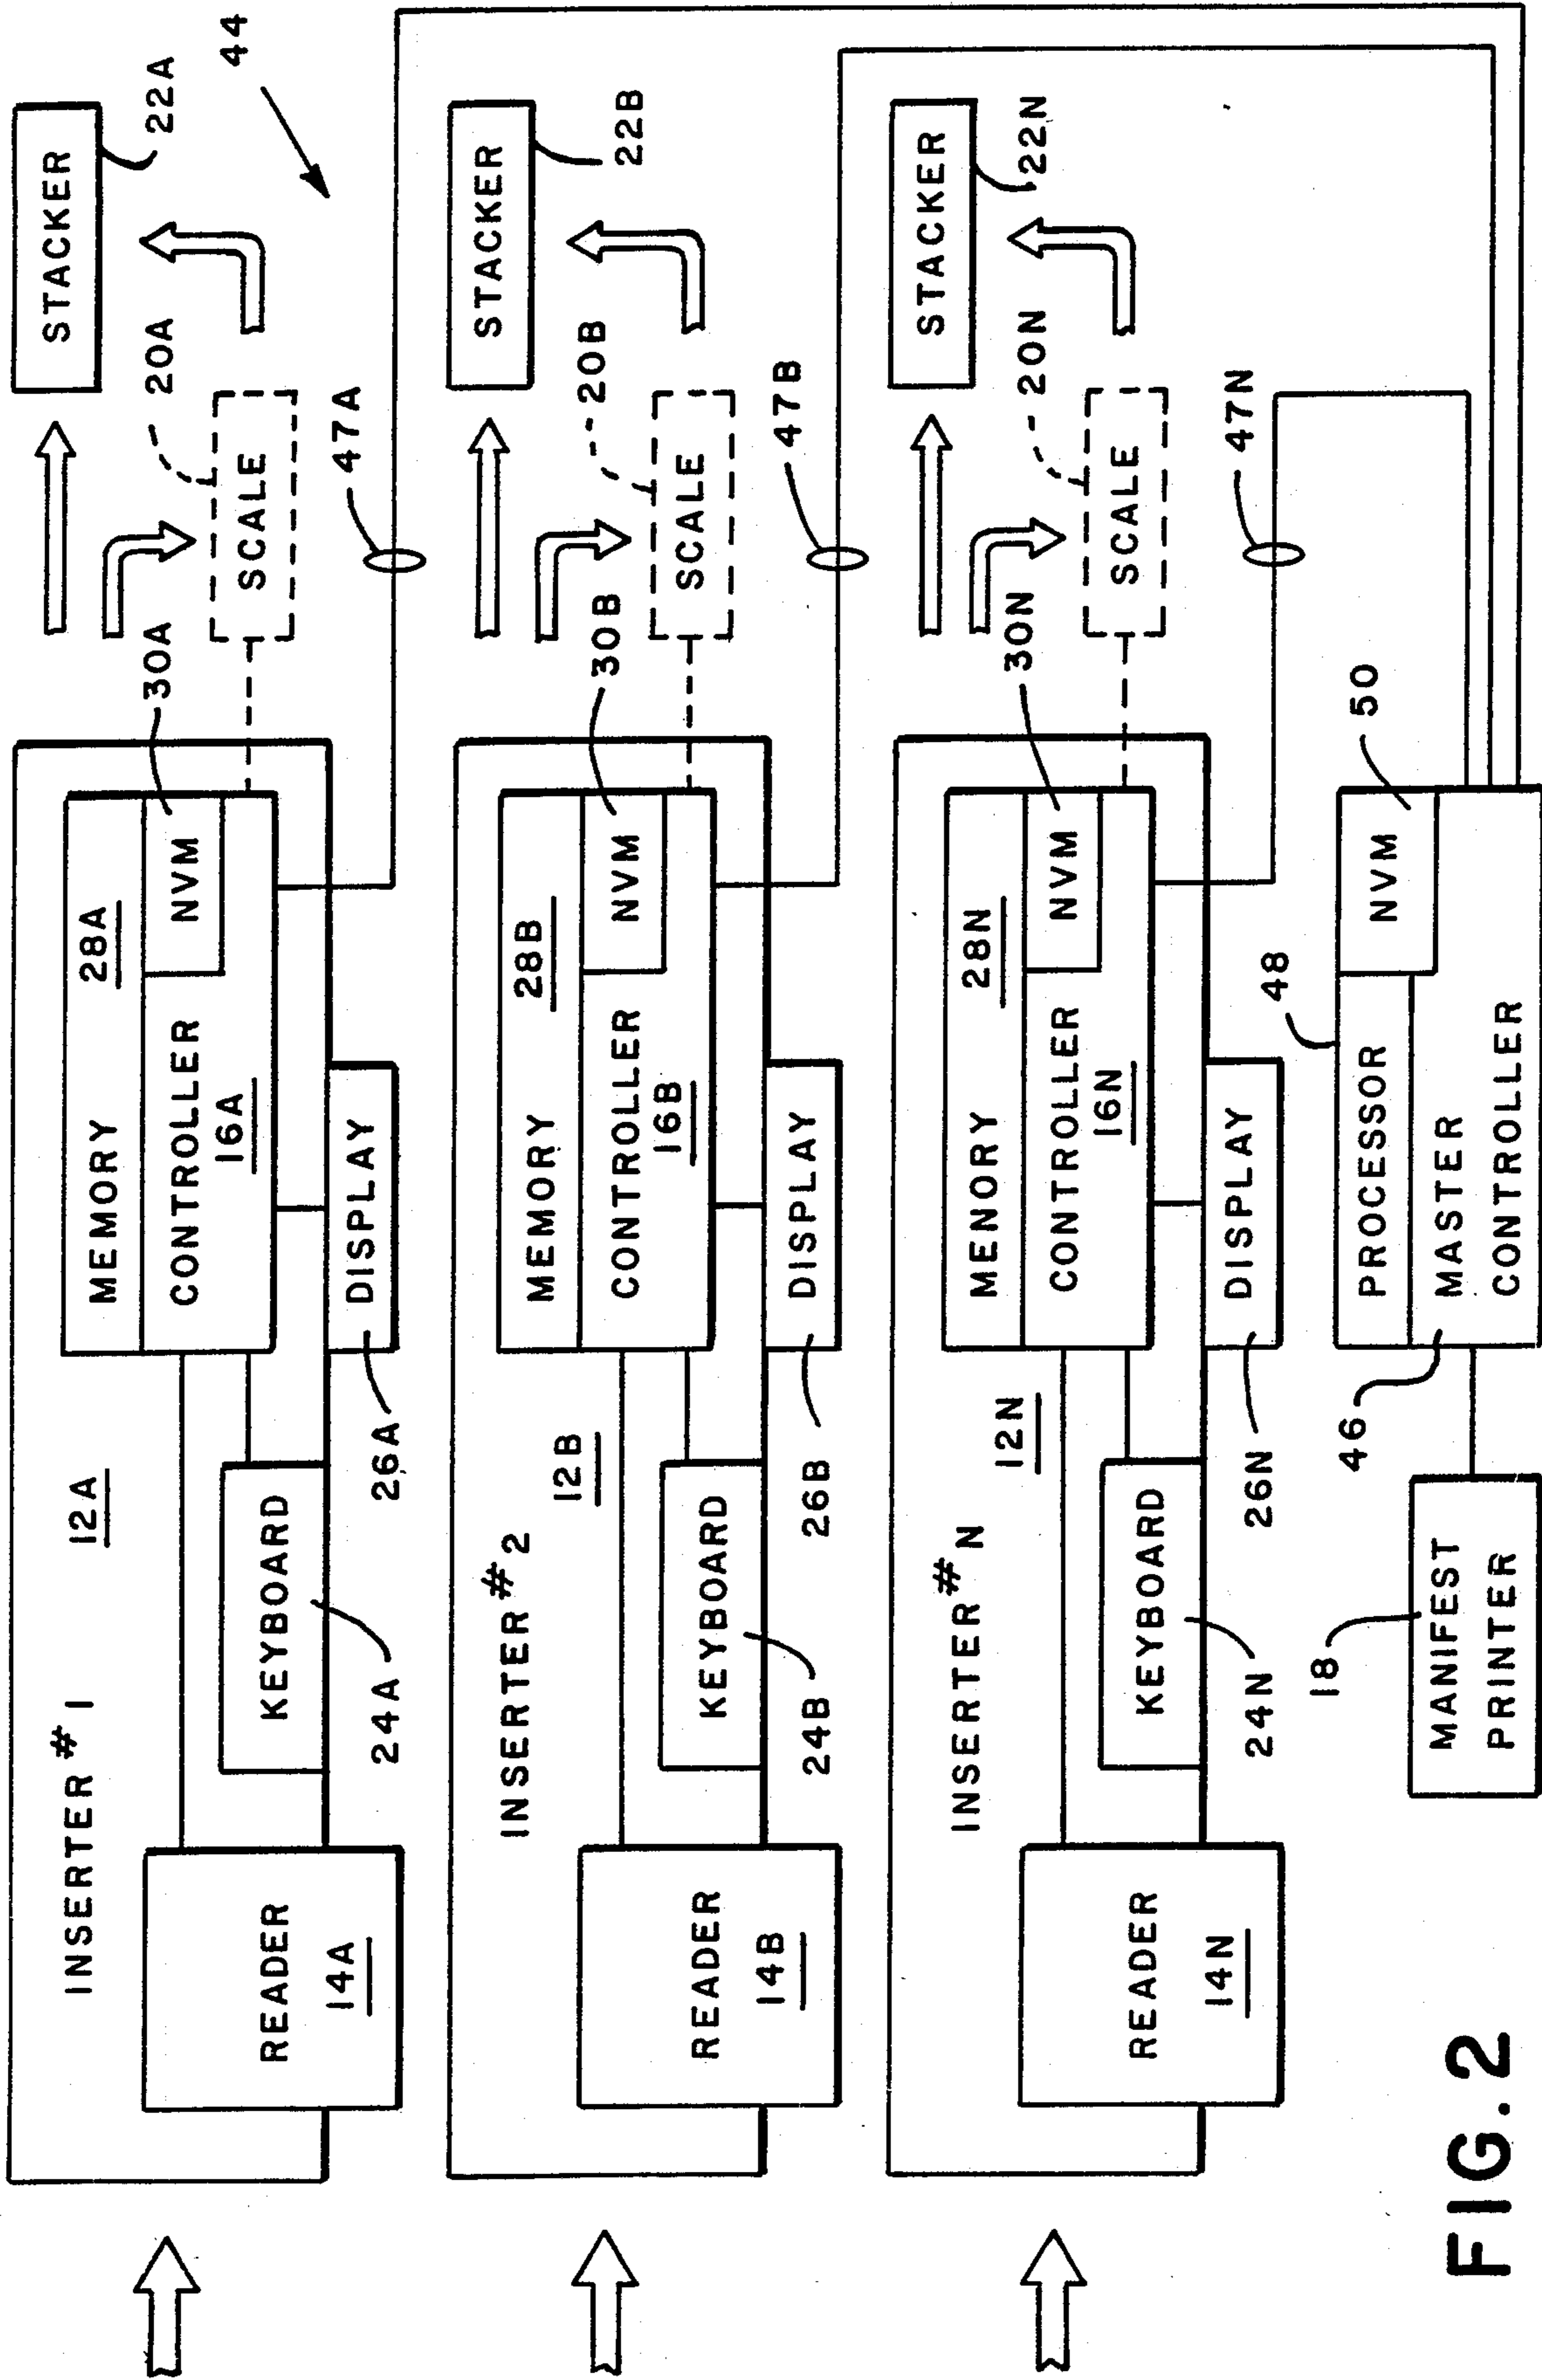 44
INSERTER #1
12A
MEMORY
28A
CONTROLLER
16A
NVM
30A
READER
14A
KEYBOARD
24A
DISPLAY
26A
SCALE
20A
STACKER
22A
47A
INSERTER #2
12B
MEMORY
28B
CONTROLLER
16B
NVM
30B
READER
14B
KEYBOARD
24B
DISPLAY
26B
SCALE
20B
STACKER
22B
47B
INSERTER #N
12N
MENORY
28N
CONTROLLER
16N
NVM
30N
READER
14N
KEYBOARD
24N
DISPLAY
26N
SCALE
20N
STACKER
22N
47N
PROCESSOR
48
NVM
50
MASTER
CONTROLLER
46
MANIFEST
PRINTER
18
FIG. 2